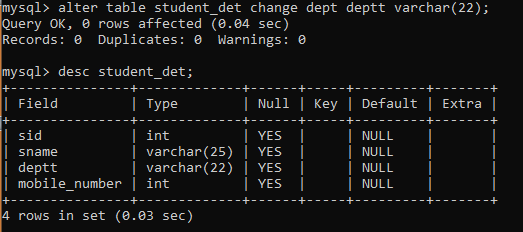 mysql> alter table student_det change dept deptt varchar(22);
Query OK, 0 rows affected (0.04 sec)
Records: 0  Duplicates: 0  Warnings: 0

mysql> desc student_det;
+---------------+-------------+------+-----+---------+-------+
| Field         | Type        | Null | Key | Default | Extra |
+---------------+-------------+------+-----+---------+-------+
| sid           | int         | YES  |     | NULL    |       |
| sname         | varchar(25) | YES  |     | NULL    |       |
| deptt         | varchar(22) | YES  |     | NULL    |       |
| mobile_number | int         | YES  |     | NULL    |       |
+---------------+-------------+------+-----+---------+-------+
4 rows in set (0.03 sec)